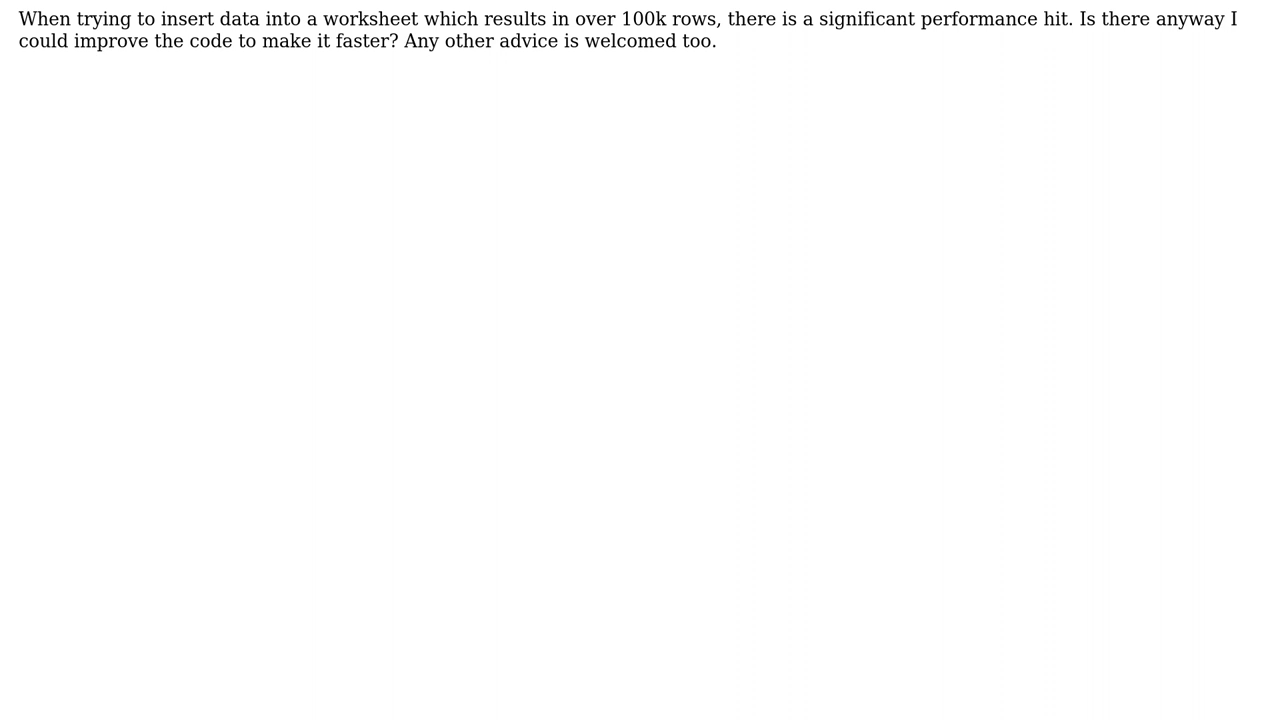 When trying to insert data into a worksheet which results in over 100k rows, there is a significant performance hit. Is there anyway I
could improve the code to make it faster? Any other advice is welcomed too.